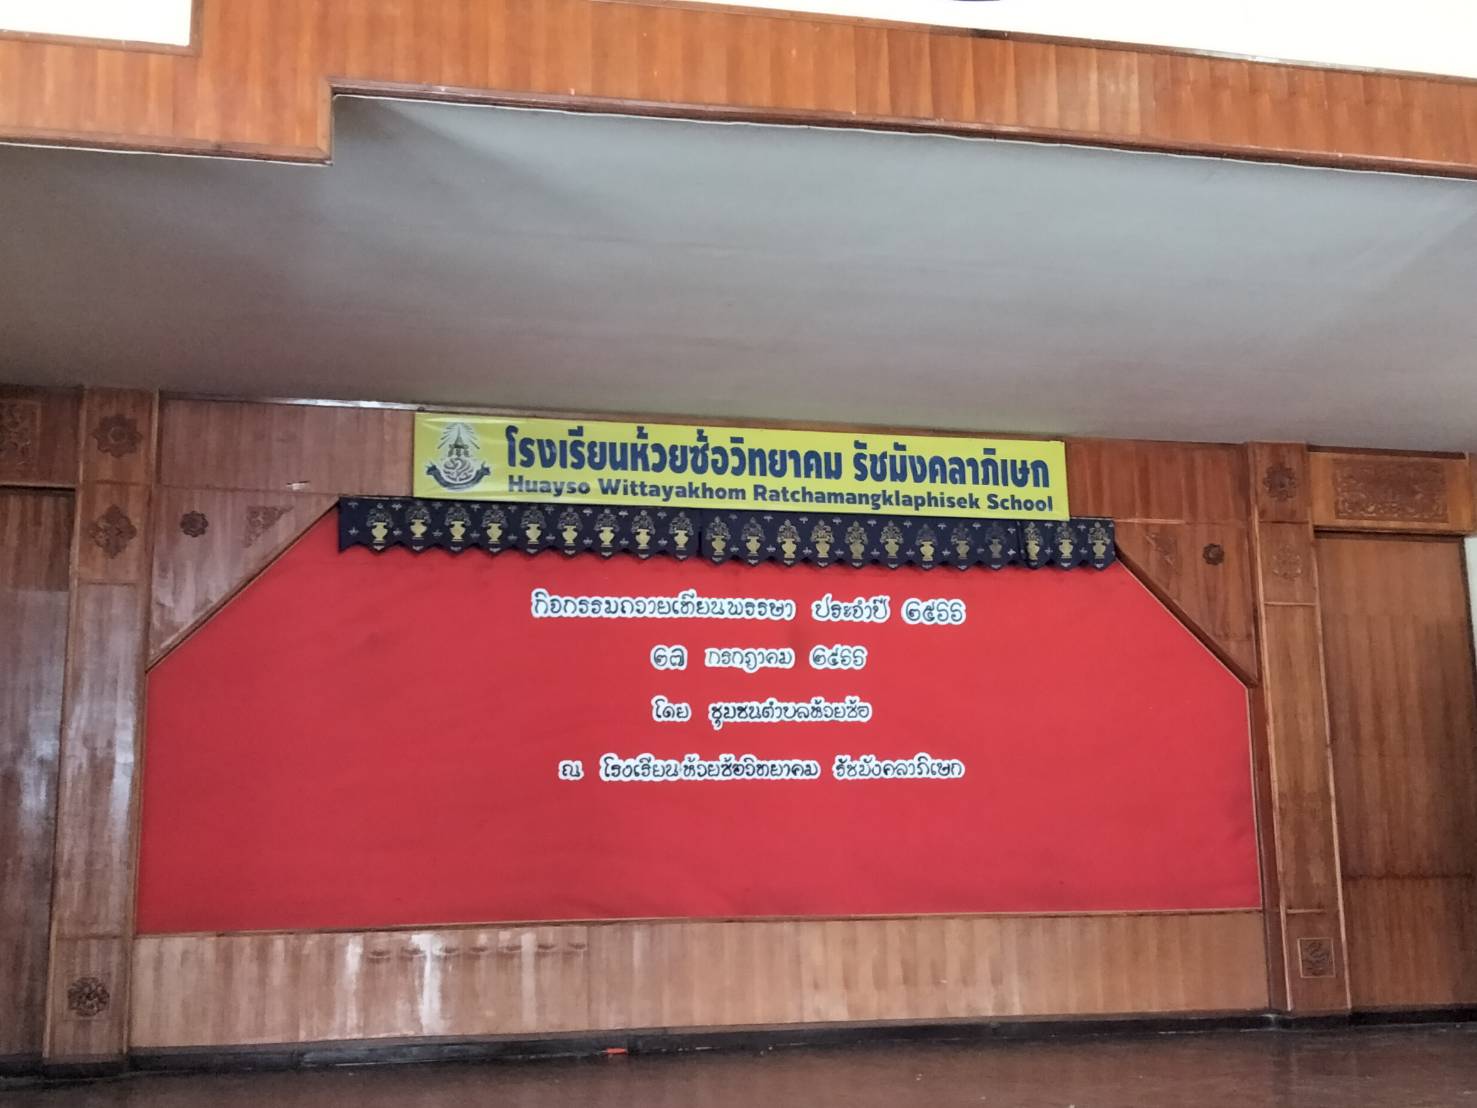 โรงเรียนห้วยซ้อวิทยาคม รัชมังคลาภิเษก
Huayso Wittayakhom Ratchamangklaphisek School
กิจกรรมถวายเทียนพรรษา ประจำปี ๒๕๖๖
๒๗ กรกฎาคม ๒๕๖๖
โดย ชุมชนตำบลห้วยซ้อ
ณ โรงเรียนห้วยซ้อวิทยาคม รัชมังคลาภิเษก